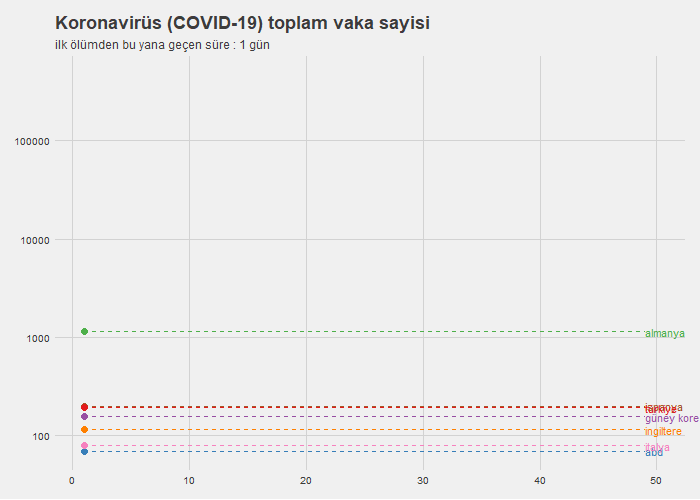 Koronavirüs (COVID-19) toplam vaka sayisi
ilk ölümden bu yana geçen süre : 1 gün
100000
10000
1000
100
almanya
ispanya
türkiye
güney kore
ingiltere
italya
abd
0 10 20 30 40 50